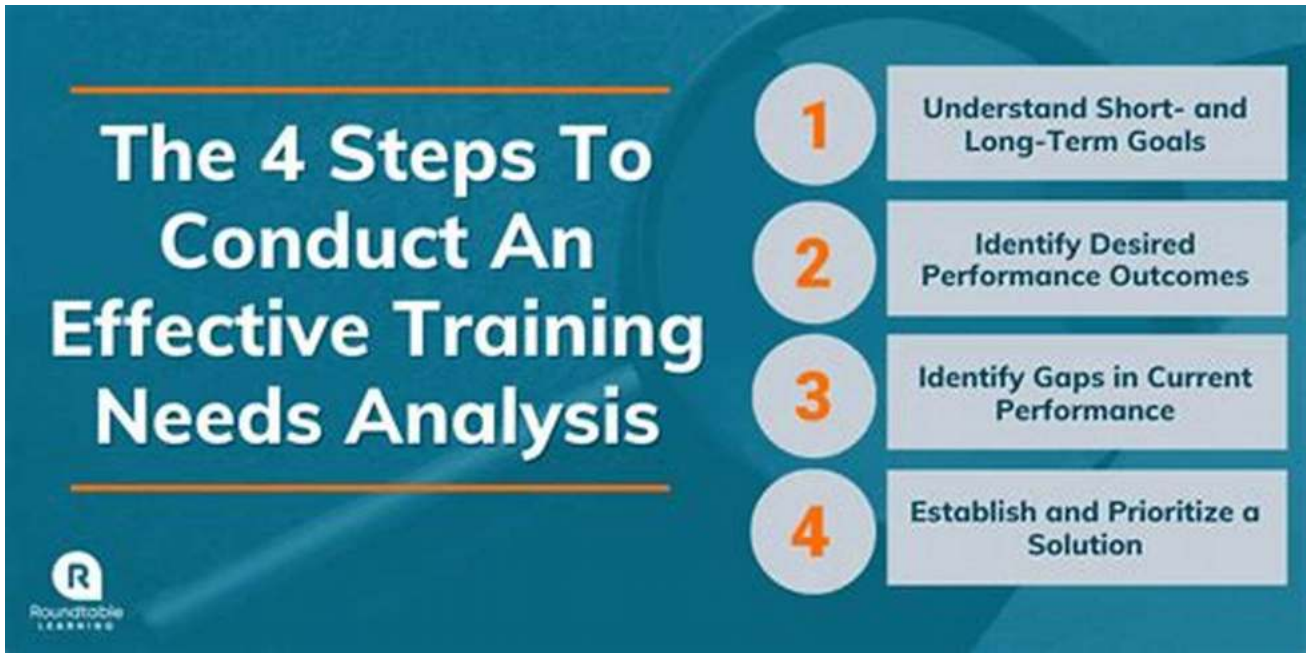 The 4 Steps To
Conduct An
Effective Training
Needs Analysis
1
Understand Short- and
Long-Term Goals
2
Identify Desired
Performance Outcomes
3
Identify Gaps in Current
Performance
4
Establish and Prioritize a
Solution
R
Roundtable
LEARNING